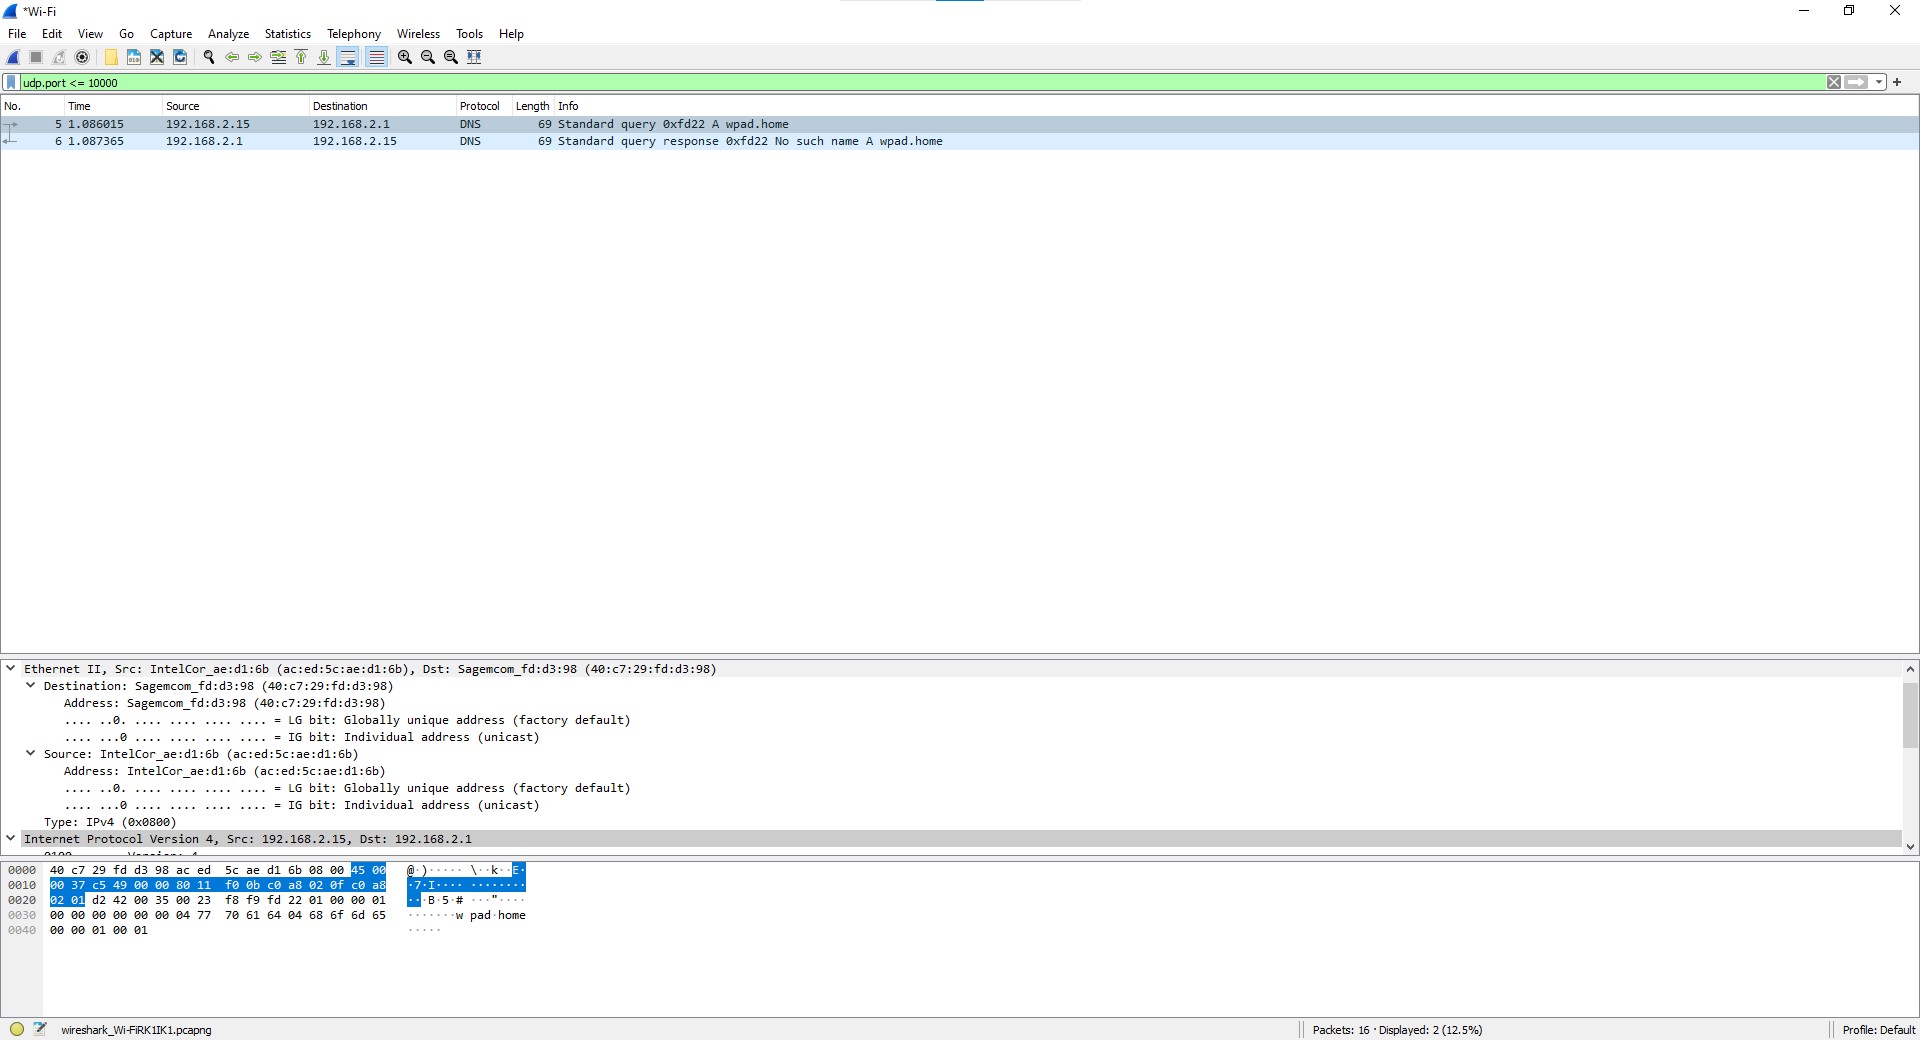 *Wi-Fi
File Edit View Go Capture Analyze Statistics Telephony Wireless Tools Help
udp.port <= 10000
No. Time Source Destination Protocol Length Info
5 1.086015 192.168.2.15 192.168.2.1 DNS 69 Standard query 0xfd22 A wpad.home
6 1.087365 192.168.2.1 192.168.2.15 DNS 69 Standard query response 0xfd22 No such name A wpad.home
Ethernet II, Src: IntelCor_ae:d1:6b (ac:ed:5c:ae:d1:6b), Dst: Sagemcom_fd:d3:98 (40:c7:29:fd:d3:98)
Destination: Sagemcom_fd:d3:98 (40:c7:29:fd:d3:98)
Address: Sagemcom_fd:d3:98 (40:c7:29:fd:d3:98)
.... ..0. .... .... .... .... = LG bit: Globally unique address (factory default)
.... ...0 .... .... .... .... = IG bit: Individual address (unicast)
Source: IntelCor_ae:d1:6b (ac:ed:5c:ae:d1:6b)
Address: IntelCor_ae:d1:6b (ac:ed:5c:ae:d1:6b)
.... ..0. .... .... .... .... = LG bit: Globally unique address (factory default)
.... ...0 .... .... .... .... = IG bit: Individual address (unicast)
Type: IPv4 (0x0800)
Internet Protocol Version 4, Src: 192.168.2.15, Dst: 192.168.2.1
0000 40 c7 29 fd d3 98 ac ed 5c ae d1 6b 08 00 45 00 @·)····· \··k··E·
0010 00 37 c5 49 00 00 80 11 f0 0b c0 a8 02 0f c0 a8 ·7·I···· ········
0020 02 01 d2 42 00 35 00 23 f8 f9 fd 22 01 00 00 01 ···B·5·# ···"····
0030 00 00 00 00 00 00 04 77 70 61 64 04 68 6f 6d 65 ·······w pad·home
0040 00 00 01 00 01 ·····
wireshark_Wi-FiRK1IK1.pcapng Packets: 16 · Displayed: 2 (12.5%) Profile: Default